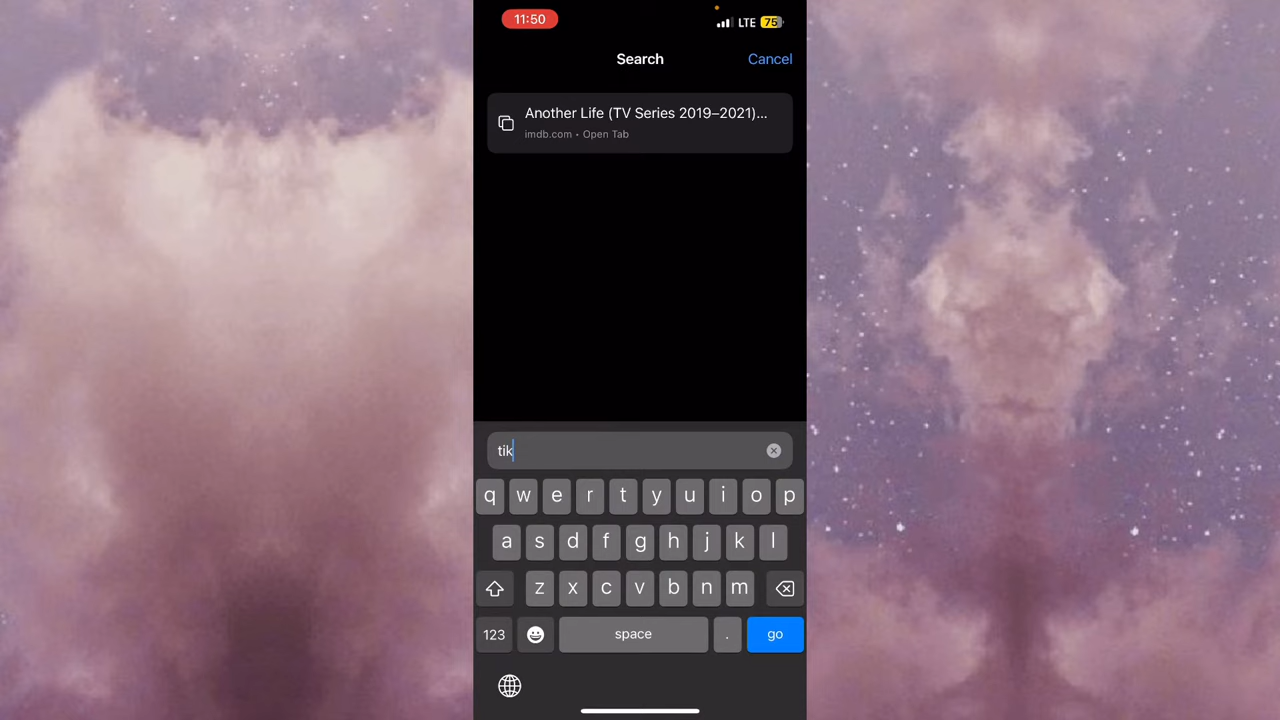 11:50
LTE 75
Search
Cancel
Another Life (TV Series 2019–2021)...
imdb.com • Open Tab
tik
q w e r t y u i o p
a s d f g h j k l
z x c v b n m
123 space . go